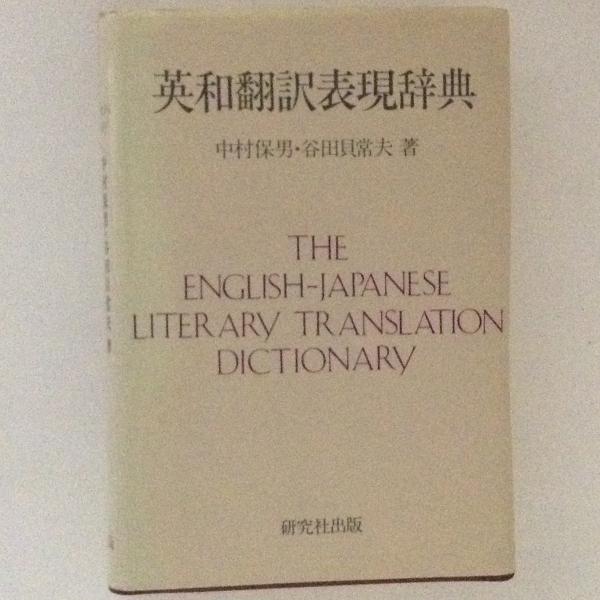 英和翻訳表現辞典
中村保男・谷田貝常夫 著
THE
ENGLISH-JAPANESE
LITERARY TRANSLATION
DICTIONARY
研究社出版